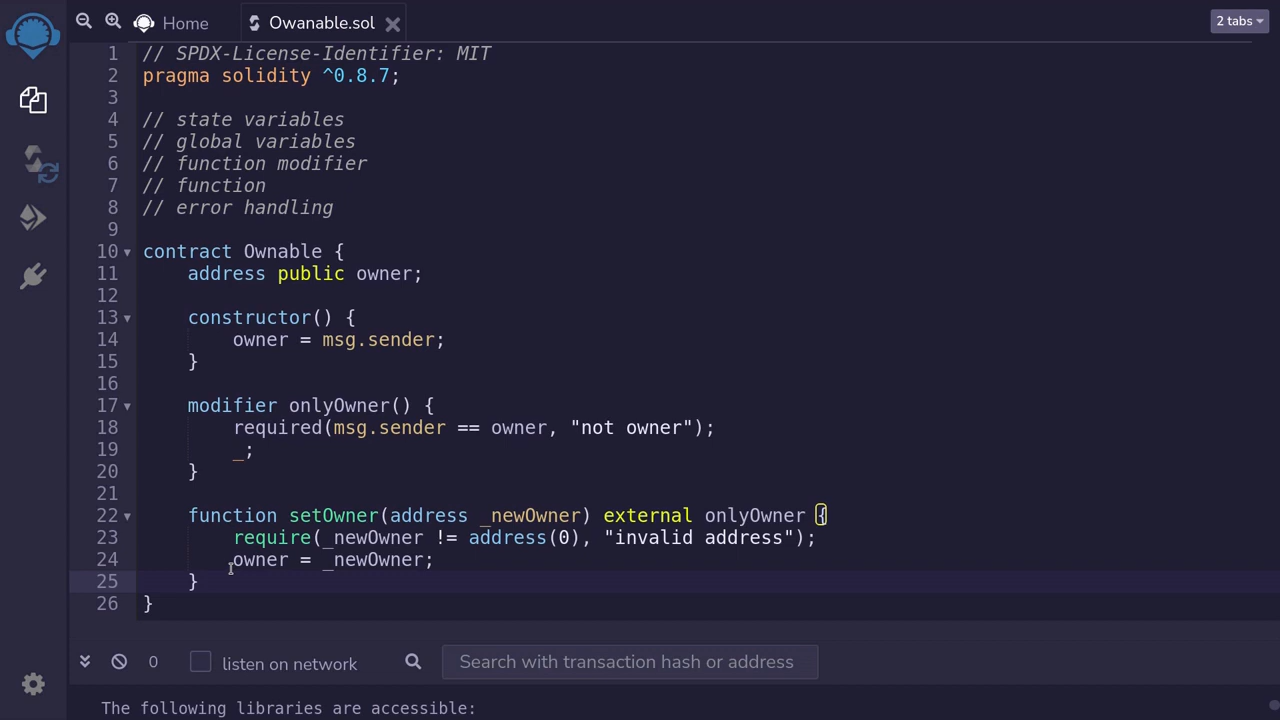 Home
Owanable.sol
2 tabs
1 // SPDX-License-Identifier: MIT
2 pragma solidity ^0.8.7;
3
4 // state variables
5 // global variables
6 // function modifier
7 // function
8 // error handling
9
10 contract Ownable {
11     address public owner;
12
13     constructor() {
14         owner = msg.sender;
15     }
16
17     modifier onlyOwner() {
18         required(msg.sender == owner, "not owner");
19         _;
20     }
21
22     function setOwner(address _newOwner) external onlyOwner {
23         require(_newOwner != address(0), "invalid address");
24         owner = _newOwner;
25     }
26 }
0 listen on network Search with transaction hash or address
The following libraries are accessible: